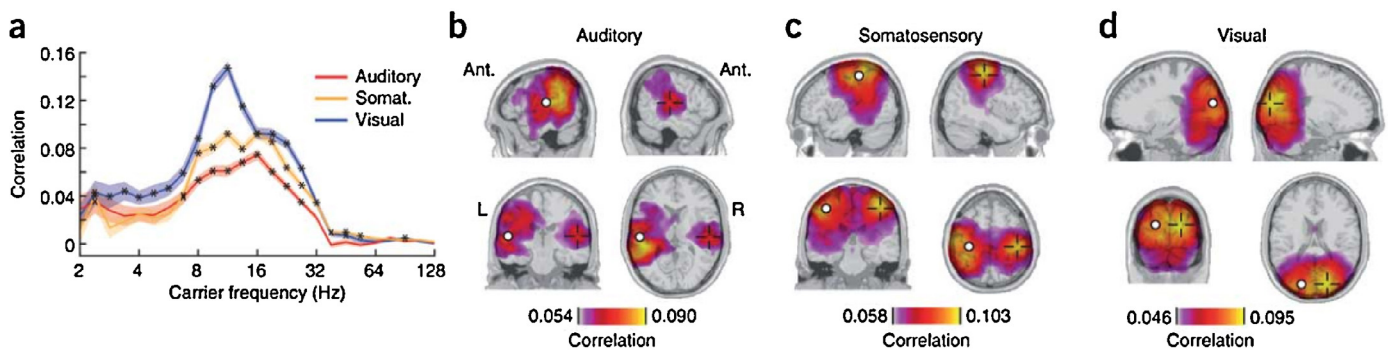 a
0.16
0.12
0.08
0.04
0
Correlation
2 4 8 16 32 64 128
Carrier frequency (Hz)
Auditory
Somat.
Visual
b
Auditory
Ant.
Ant.
L
R
0.054 0.090
Correlation
c
Somatosensory
0.058 0.103
Correlation
d
Visual
0.046 0.095
Correlation